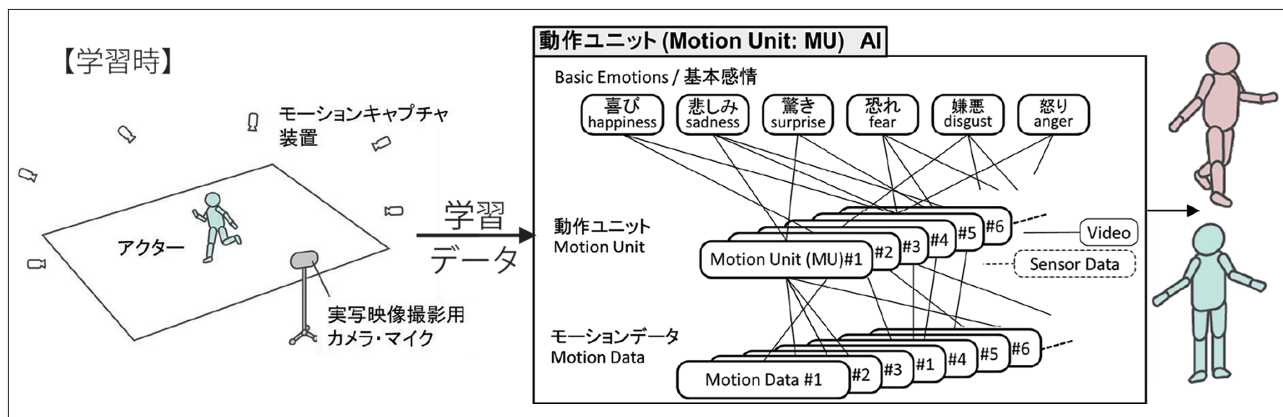 【学習時】
モーションキャプチャ
装置
アクター
実写映像撮影用
カメラ・マイク
学習
データ
動作ユニット (Motion Unit: MU) AI
Basic Emotions / 基本感情
喜び
happiness
悲しみ
sadness
驚き
surprise
恐れ
fear
嫌悪
disgust
怒り
anger
動作ユニット
Motion Unit
Motion Unit (MU)#1
#2
#3
#4
#5
#6
Video
Sensor Data
モーションデータ
Motion Data
Motion Data #1
#2
#3
#1
#4
#5
#6